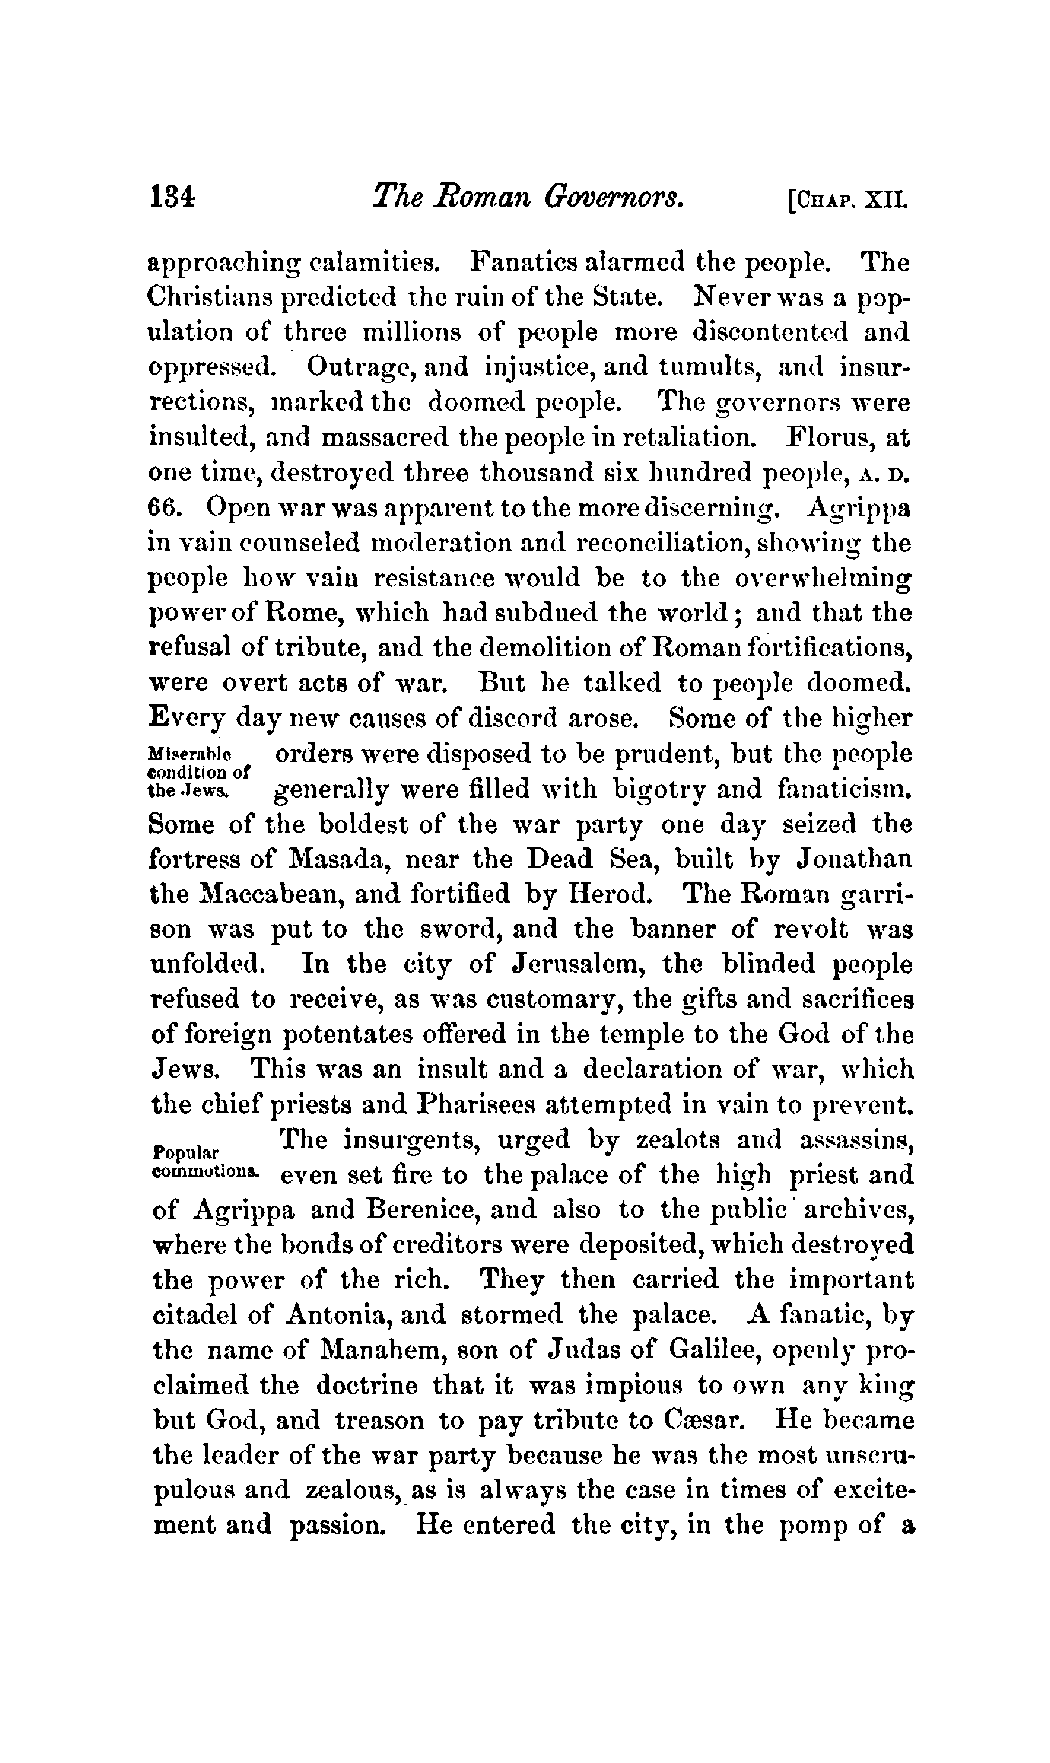 184 The Roman Governors. [CHAP. XII.
approaching calamities. Fanatics alarmed the people. The
Christians predicted the ruin of the State. Never was a pop-
ulation of three millions of people more discontented and
oppressed. Outrage, and injustice, and tumults, and insur-
rections, marked the doomed people. The governors were
insulted, and massacred the people in retaliation. Florus, at
one time, destroyed three thousand six hundred people, A. D.
66. Open war was apparent to the more discerning. Agrippa
in vain counseled moderation and reconciliation, showing the
people how vain resistance would be to the overwhelming
power of Rome, which had subdued the world; and that the
refusal of tribute, and the demolition of Roman fortifications,
were overt acts of war. But he talked to people doomed.
Every day new causes of discord arose. Some of the higher
Miserable
condition of
the Jews.
orders were disposed to be prudent, but the people
generally were filled with bigotry and fanaticism.
Some of the boldest of the war party one day seized the
fortress of Masada, near the Dead Sea, built by Jonathan
the Maccabean, and fortified by Herod. The Roman garri-
son was put to the sword, and the banner of revolt was
unfolded. In the city of Jerusalem, the blinded people
refused to receive, as was customary, the gifts and sacrifices
of foreign potentates offered in the temple to the God of the
Jews. This was an insult and a declaration of war, which
the chief priests and Pharisees attempted in vain to prevent.
Popular
commotions.
The insurgents, urged by zealots and assassins,
even set fire to the palace of the high priest and
of Agrippa and Berenice, and also to the public archives,
where the bonds of creditors were deposited, which destroyed
the power of the rich. They then carried the important
citadel of Antonia, and stormed the palace. A fanatic, by
the name of Manahem, son of Judas of Galilee, openly pro-
claimed the doctrine that it was impious to own any king
but God, and treason to pay tribute to Cæsar. He became
the leader of the war party because he was the most unscru-
pulous and zealous, as is always the case in times of excite-
ment and passion. He entered the city, in the pomp of a